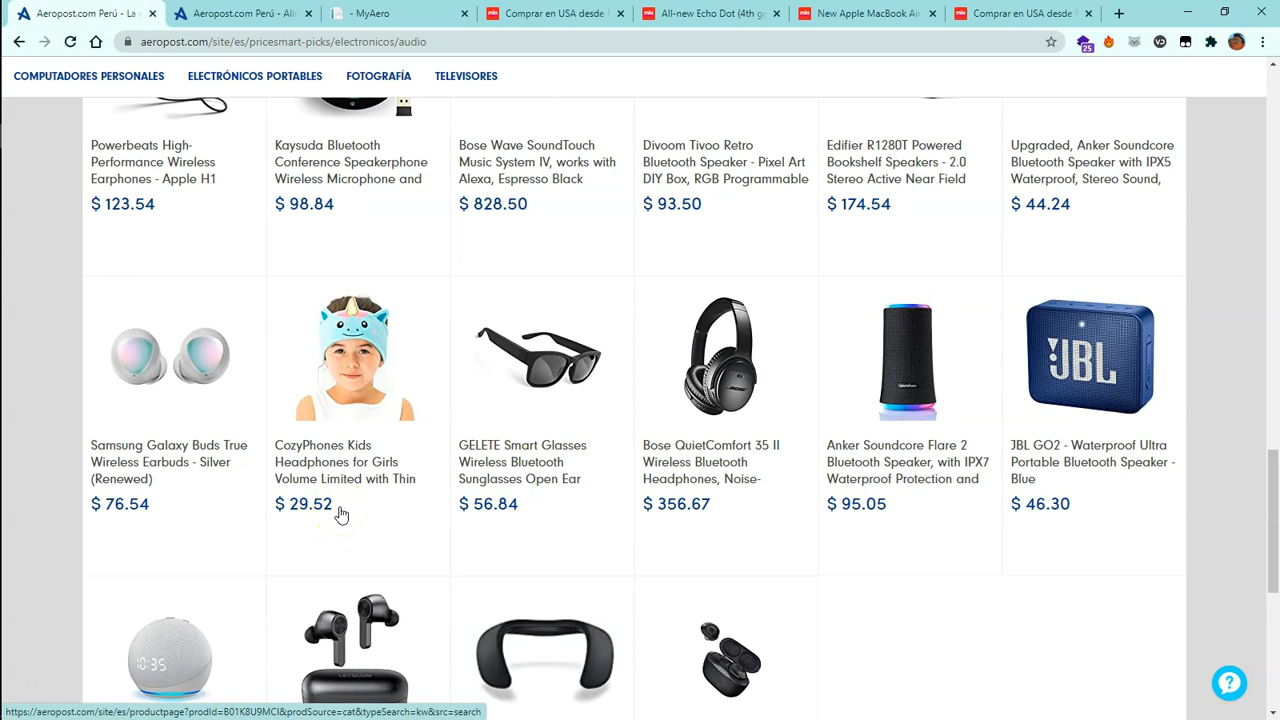 Aeropost.com Perú - La
Aeropost.com Perú - Alln
- MyAero
Comprar en USA desde
All-new Echo Dot (4th ge
New Apple MacBook Air
Comprar en USA desde
aeropost.com/site/es/pricesmart-picks/electronicos/audio
25
COMPUTADORES PERSONALES
ELECTRÓNICOS PORTABLES
FOTOGRAFÍA
TELEVISORES
Powerbeats High-
Performance Wireless
Earphones - Apple H1
$ 123.54
Kaysuda Bluetooth
Conference Speakerphone
Wireless Microphone and
$ 98.84
Bose Wave SoundTouch
Music System IV, works with
Alexa, Espresso Black
$ 828.50
Divoom Tivoo Retro
Bluetooth Speaker - Pixel Art
DIY Box, RGB Programmable
$ 93.50
Edifier R1280T Powered
Bookshelf Speakers - 2.0
Stereo Active Near Field
$ 174.54
Upgraded, Anker Soundcore
Bluetooth Speaker with IPX5
Waterproof, Stereo Sound,
$ 44.24
Samsung Galaxy Buds True
Wireless Earbuds - Silver
(Renewed)
$ 76.54
CozyPhones Kids
Headphones for Girls
Volume Limited with Thin
$ 29.52
GELETE Smart Glasses
Wireless Bluetooth
Sunglasses Open Ear
$ 56.84
BOSE
Bose QuietComfort 35 II
Wireless Bluetooth
Headphones, Noise-
$ 356.67
soundcore
Anker Soundcore Flare 2
Bluetooth Speaker, with IPX7
Waterproof Protection and
$ 95.05
JBL
JBL GO2 - Waterproof Ultra
Portable Bluetooth Speaker -
Blue
$ 46.30
10:35
LETSCOM
https://aeropost.com/site/es/productpage?prodId=B01K8U9MCI&prodSource=cat&typeSearch=kw&src=search